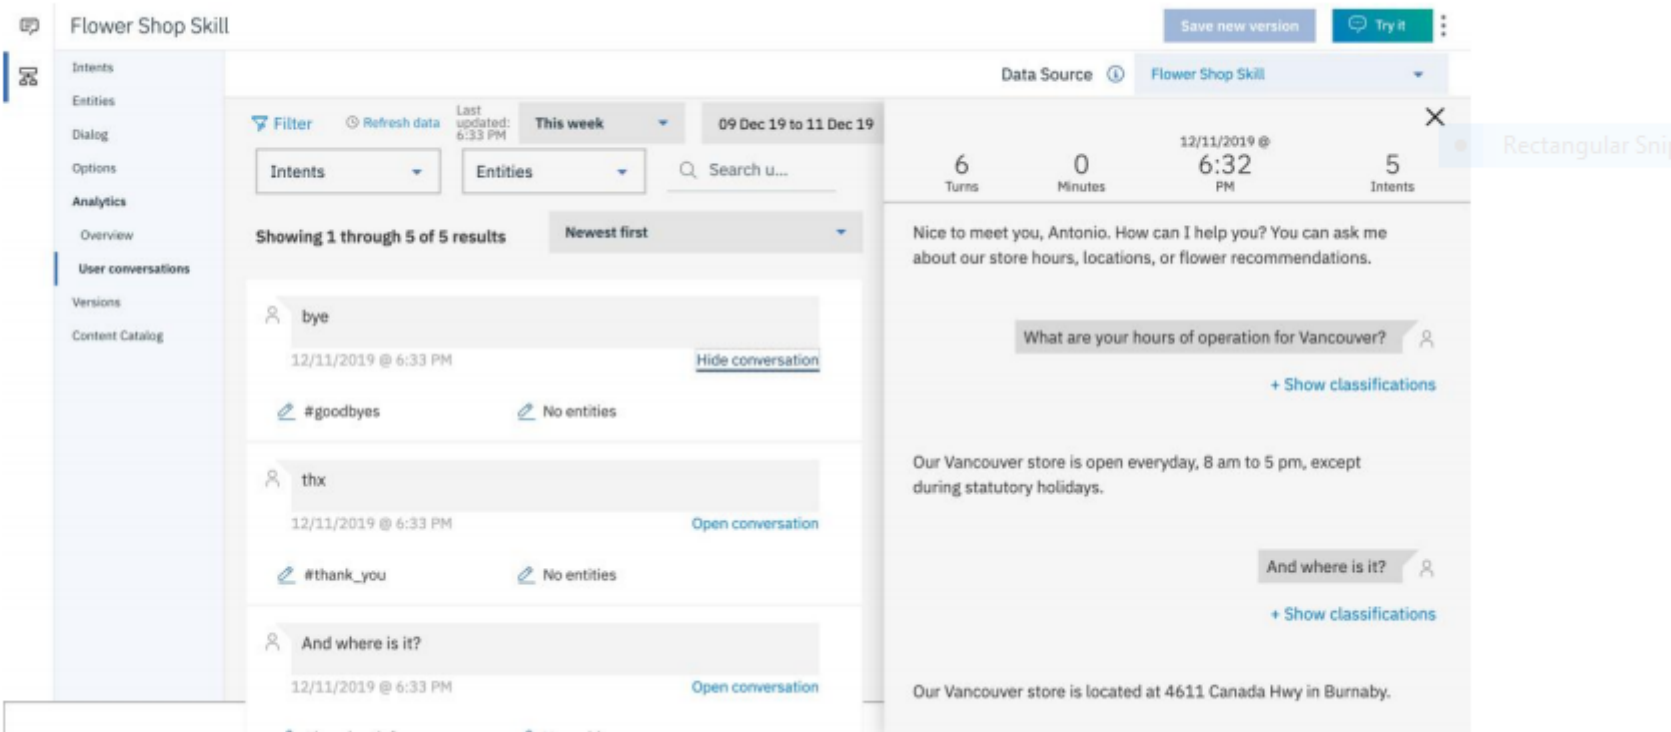 Flower Shop Skill
Save new version
Try it
Intents
Entities
Dialog
Options
Analytics
Overview
User conversations
Versions
Content Catalog
Data Source
Flower Shop Skill
Filter
Refresh data
Last
updated:
6:33 PM
This week
09 Dec 19 to 11 Dec 19
Intents
Entities
Search u...
Showing 1 through 5 of 5 results
Newest first
bye
12/11/2019 @ 6:33 PM
Hide conversation
#goodbyes
No entities
thx
12/11/2019 @ 6:33 PM
Open conversation
#thank_you
No entities
And where is it?
12/11/2019 @ 6:33 PM
Open conversation
6
Turns
0
Minutes
12/11/2019 @
6:32
PM
5
Intents
Nice to meet you, Antonio. How can I help you? You can ask me
about our store hours, locations, or flower recommendations.
What are your hours of operation for Vancouver?
+ Show classifications
Our Vancouver store is open everyday, 8 am to 5 pm, except
during statutory holidays.
And where is it?
+ Show classifications
Our Vancouver store is located at 4611 Canada Hwy in Burnaby.
Rectangular Snip